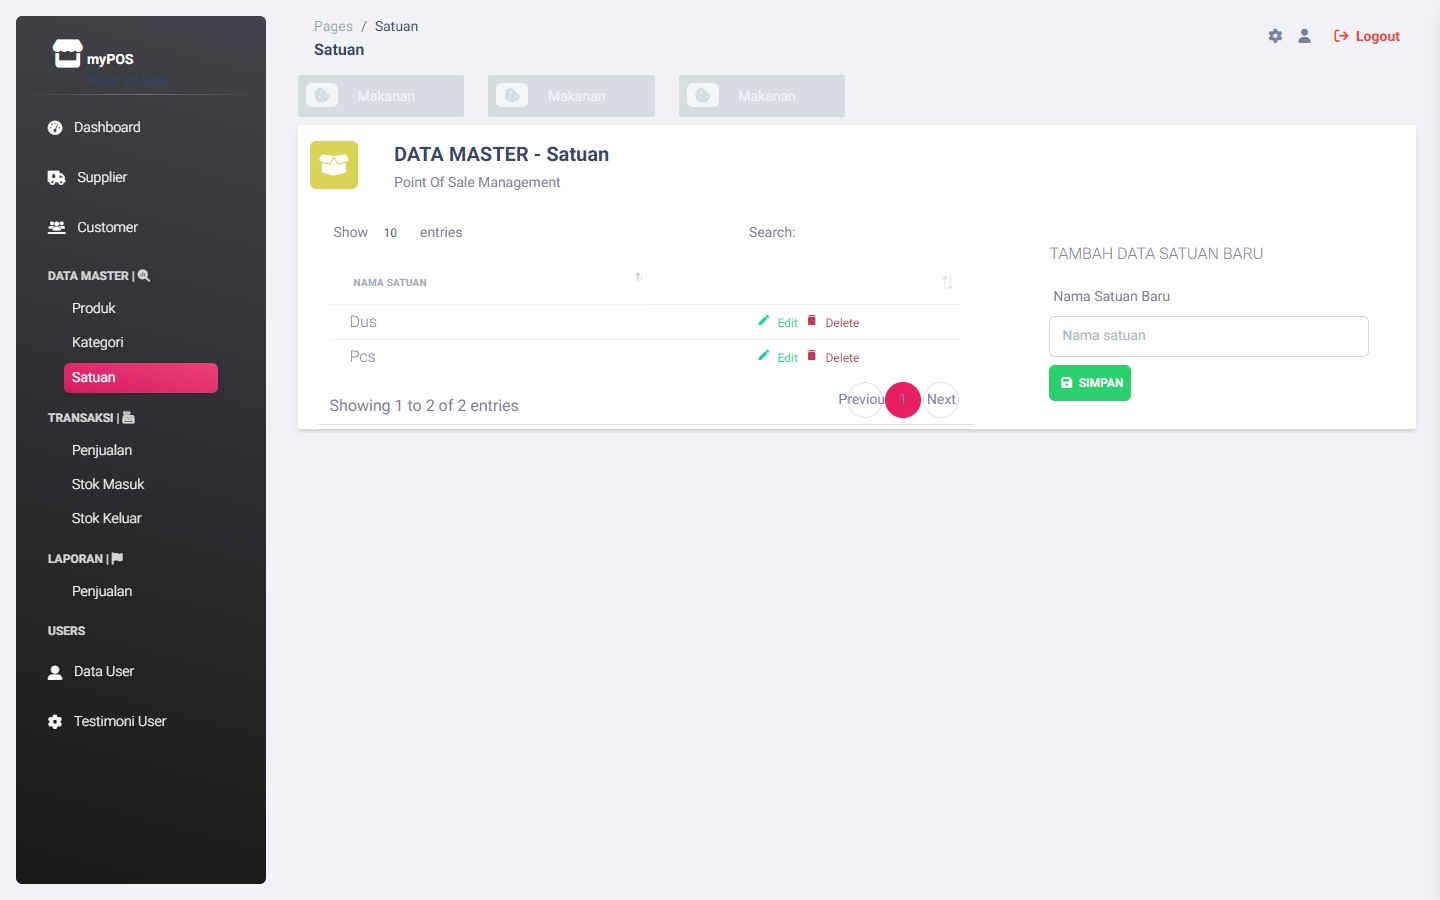 myPOS
Point Of Sale
Dashboard
Supplier
Customer
DATA MASTER |
Produk
Kategori
Satuan
TRANSAKSI |
Penjualan
Stok Masuk
Stok Keluar
LAPORAN |
Penjualan
USERS
Data User
Testimoni User
Pages / Satuan
Satuan
Logout
Makanan Makanan Makanan
DATA MASTER - Satuan
Point Of Sale Management
Show 10 entries Search:
NAMA SATUAN
Dus Edit Delete
Pcs Edit Delete
Showing 1 to 2 of 2 entries Previou 1 Next
TAMBAH DATA SATUAN BARU
Nama Satuan Baru
Nama satuan
SIMPAN